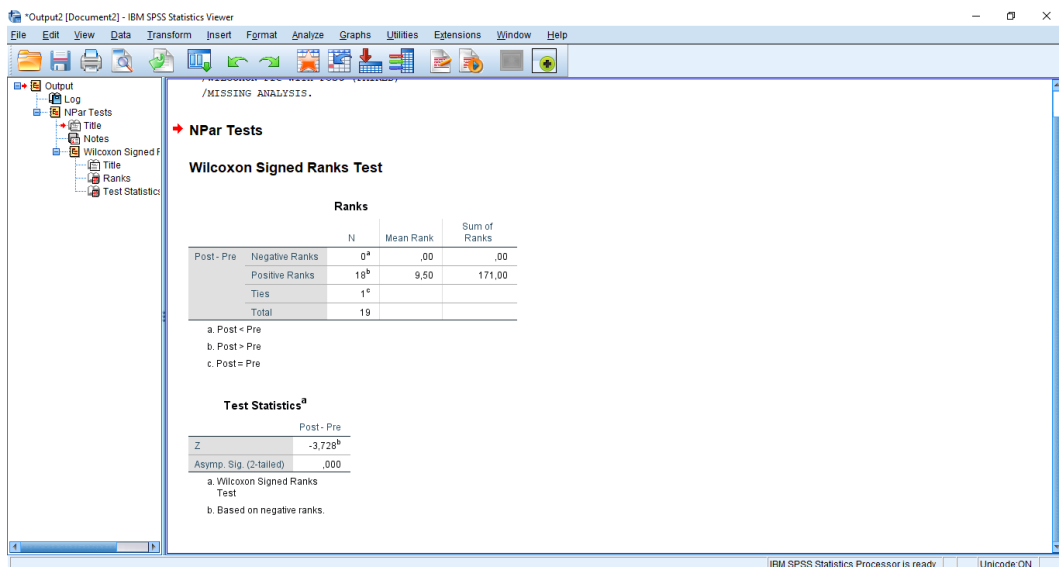 *Output2 [Document2] - IBM SPSS Statistics Viewer
File Edit View Data Transform Insert Format Analyze Graphs Utilities Extensions Window Help
Output
Log
NPar Tests
Title
Notes
Wilcoxon Signed
Title
Ranks
Test Statistics
/MISSING ANALYSIS.
NPar Tests
Wilcoxon Signed Ranks Test
Ranks
N Mean Rank Sum of Ranks
Post - Pre Negative Ranks 0a ,00 ,00
Positive Ranks 18b 9,50 171,00
Ties 1c
Total 19
a. Post < Pre
b. Post > Pre
c. Post = Pre
Test Statisticsa
Post - Pre
Z -3,728b
Asymp. Sig. (2-tailed) ,000
a. Wilcoxon Signed Ranks
Test
b. Based on negative ranks.
IBM SPSS Statistics Processor is ready Unicode:ON